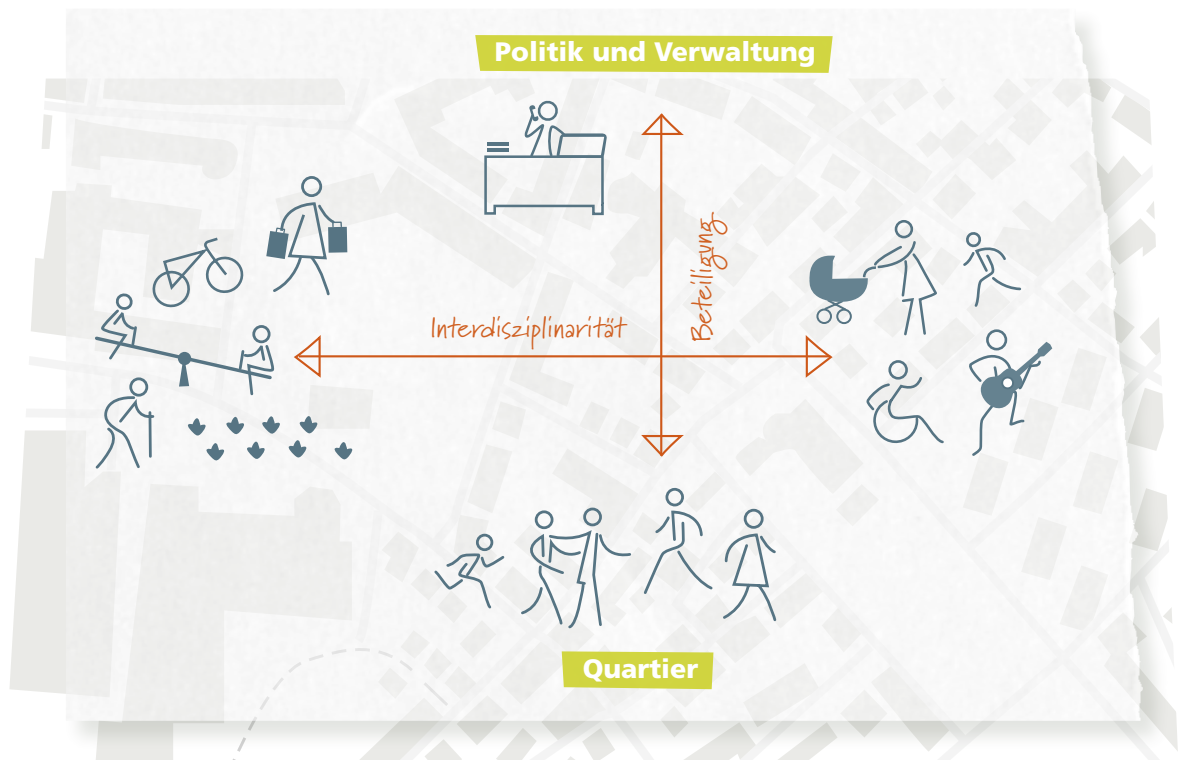 Politik und Verwaltung
Beteiligung
Interdisziplinarität
Quartier